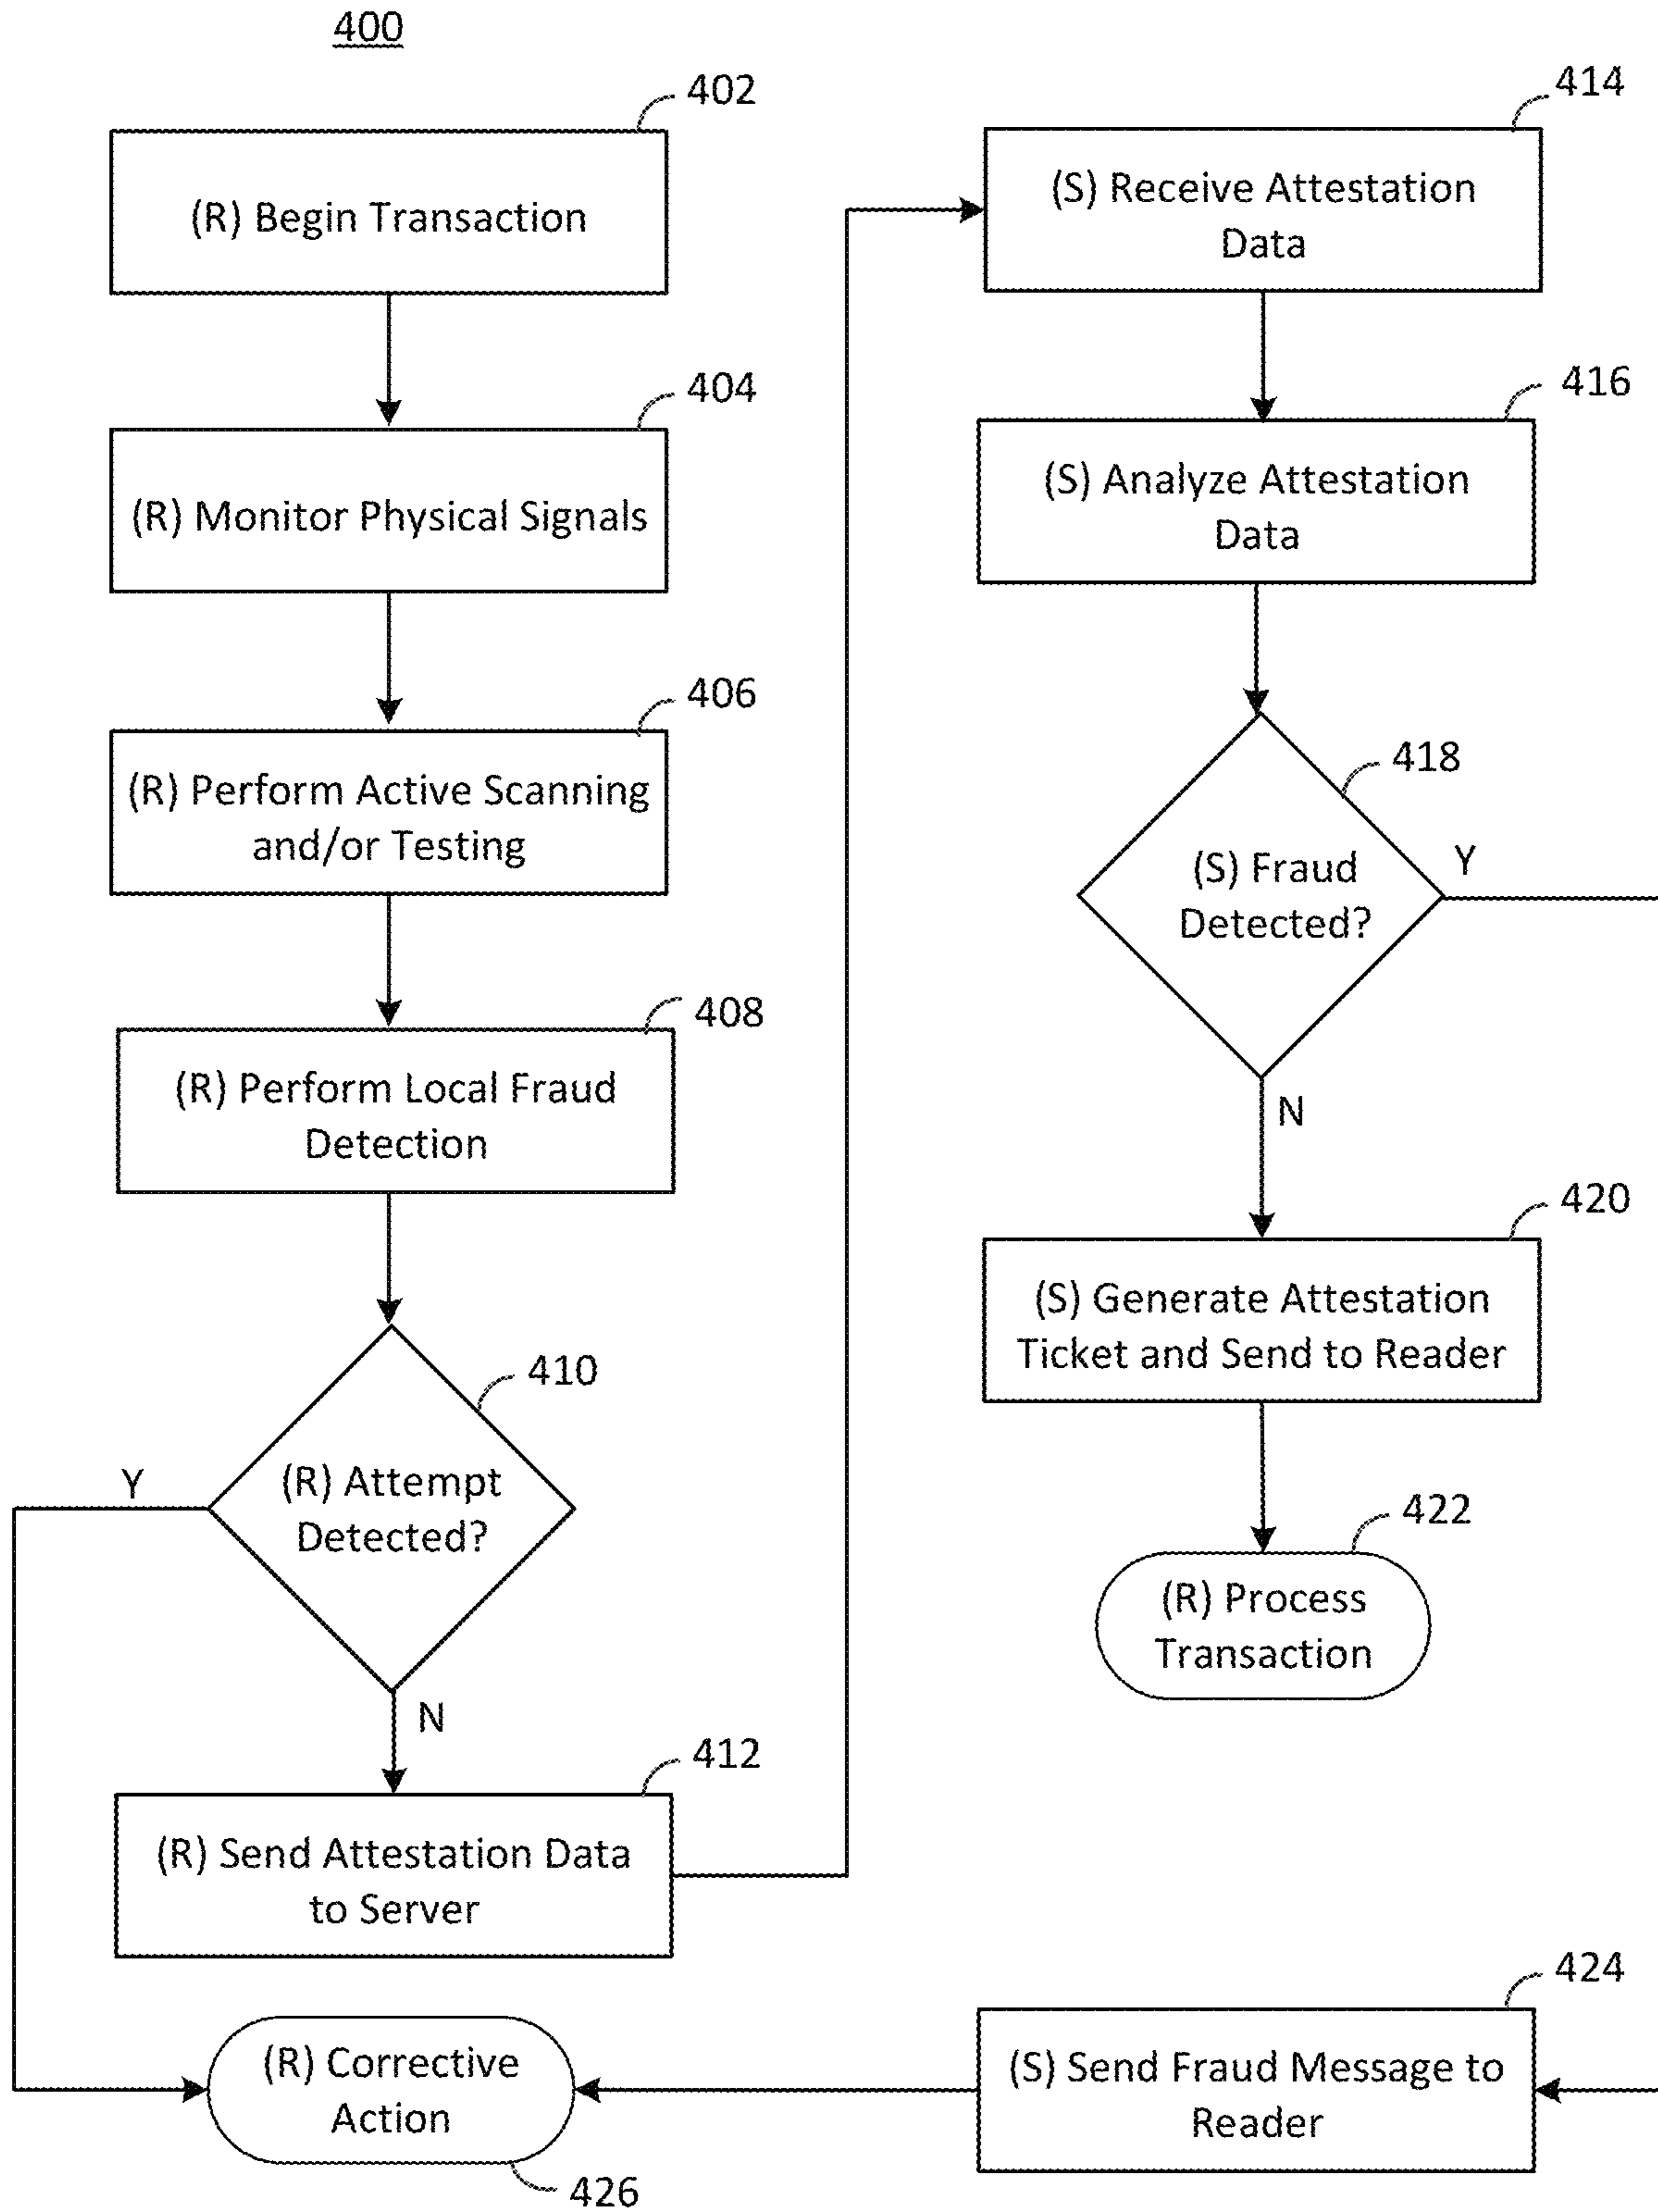 400
402
(R) Begin Transaction
404
(R) Monitor Physical Signals
406
(R) Perform Active Scanning
and/or Testing
408
(R) Perform Local Fraud
Detection
410
(R) Attempt
Detected?
Y
N
412
(R) Send Attestation Data
to Server
414
(S) Receive Attestation
Data
416
(S) Analyze Attestation
Data
418
(S) Fraud
Detected?
Y
N
420
(S) Generate Attestation
Ticket and Send to Reader
422
(R) Process
Transaction
424
(S) Send Fraud Message to
Reader
(R) Corrective
Action
426